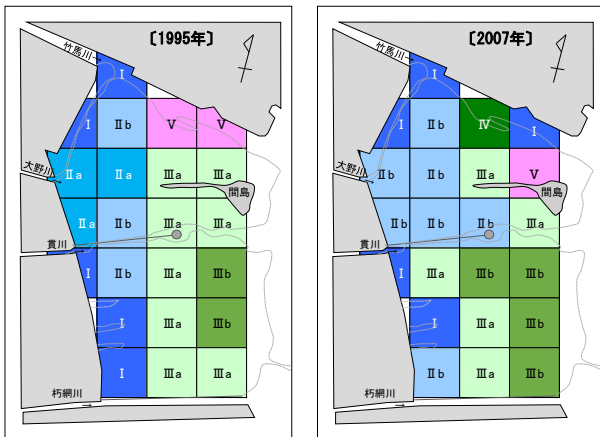 〔1995年〕
竹馬川
Ⅰ
Ⅰ Ⅱb Ⅴ Ⅴ
大野川
Ⅱa Ⅱa Ⅲa Ⅲa
間島
Ⅱa Ⅱb Ⅲa Ⅲa
貫川
Ⅰ Ⅱb Ⅲa Ⅲb
Ⅰ Ⅲa Ⅲb
Ⅰ Ⅲa Ⅲa
朽網川
〔2007年〕
竹馬川
Ⅰ
Ⅰ Ⅱb Ⅳ Ⅰ
大野川
Ⅱb Ⅱb Ⅲa Ⅴ
間島
Ⅱb Ⅱb Ⅱb Ⅲa
貫川
Ⅰ Ⅲa Ⅲb Ⅲb
Ⅰ Ⅲa Ⅲb
Ⅱb Ⅲa Ⅲb
朽網川